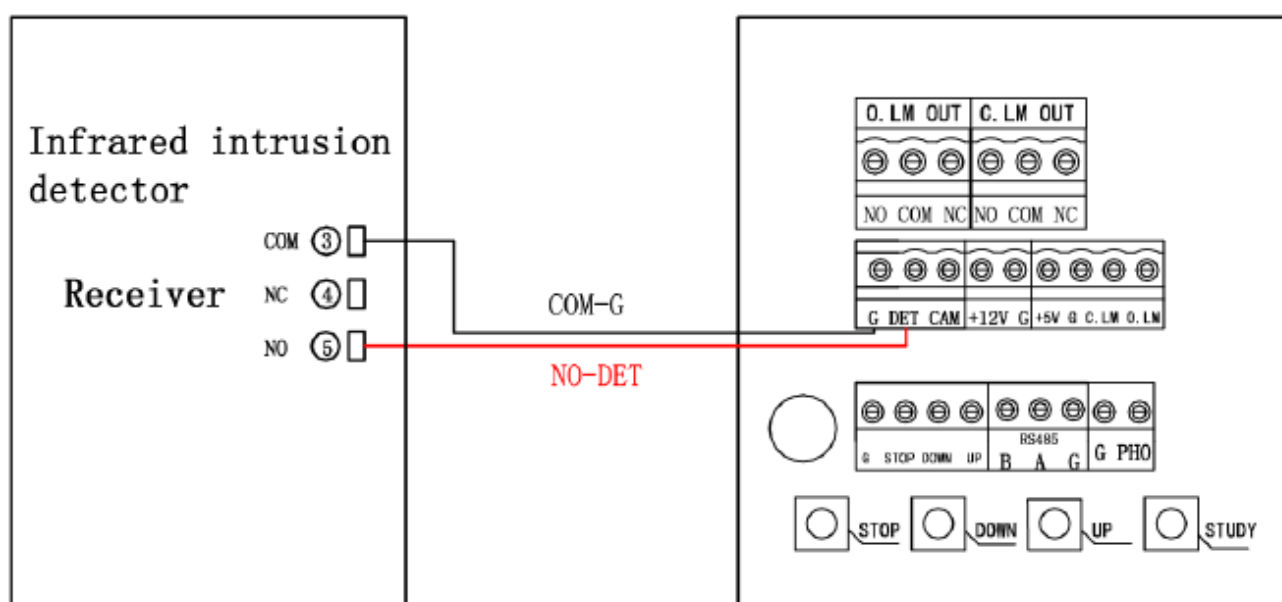 Infrared intrusion
detector
COM ③
Receiver NC ④
NO ⑤
COM-G
NO-DET
O. LM OUT C. LM OUT
NO COM NC NO COM NC
G DET CAM +12V G +5V G C.LM O.LM
RS485
G STOP DOWN UP B A G G PHO
STOP DOWN UP STUDY